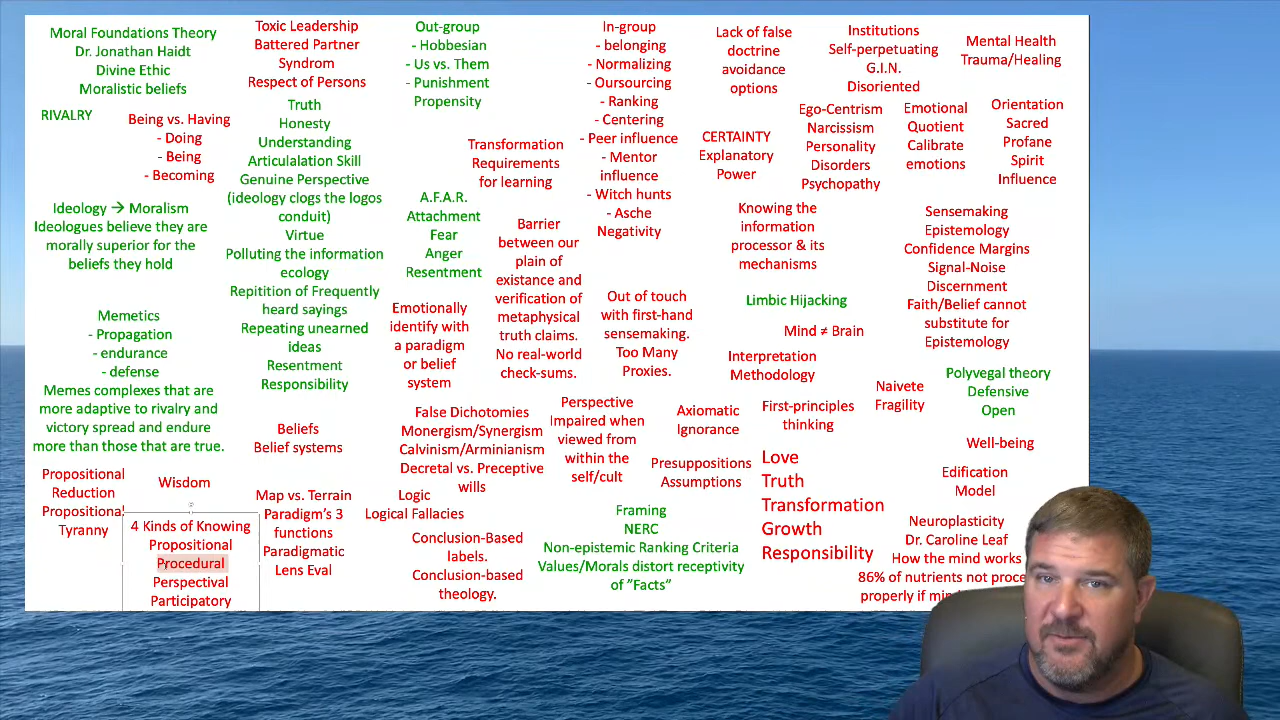 Moral Foundations Theory
Dr. Jonathan Haidt
Divine Ethic
Moralistic beliefs
RIVALRY
Being vs. Having
- Doing
- Being
- Becoming
Ideology → Moralism
Ideologues believe they are
morally superior for the
beliefs they hold
Memetics
- Propagation
- endurance
- defense
Memes complexes that are
more adaptive to rivalry and
victory spread and endure
more than those that are true.
Propositional
Reduction
Propositional
Tyranny
Wisdom
4 Kinds of Knowing
Propositional
Procedural
Perspectival
Participatory
Toxic Leadership
Battered Partner
Syndrom
Respect of Persons
Truth
Honesty
Understanding
Articulalation Skill
Genuine Perspective
(ideology clogs the logos
conduit)
Virtue
Polluting the information
ecology
Repitition of Frequently
heard sayings
Repeating unearned
ideas
Resentment
Responsibility
Beliefs
Belief systems
Map vs. Terrain
Paradigm's 3
functions
Paradigmatic
Lens Eval
Out-group
- Hobbesian
- Us vs. Them
- Punishment
Propensity
A.F.A.R.
Attachment
Fear
Anger
Resentment
Emotionally
identify with
a paradigm
or belief
system
False Dichotomies
Monergism/Synergism
Calvinism/Arminianism
Decretal vs. Preceptive
wills
Logic
Logical Fallacies
Conclusion-Based
labels.
Conclusion-based
theology.
Transformation
Requirements
for learning
Barrier
between our
plain of
existance and
verification of
metaphysical
truth claims.
No real-world
check-sums.
In-group
- belonging
- Normalizing
- Oursourcing
- Ranking
- Centering
- Peer influence
- Mentor
influence
- Witch hunts
- Asche
Negativity
Out of touch
with first-hand
sensemaking.
Too Many
Proxies.
Perspective
Impaired when
viewed from
within the
self/cult
Framing
NERC
Non-epistemic Ranking Criteria
Values/Morals distort receptivity
of "Facts"
Lack of false
doctrine
avoidance
options
CERTAINTY
Explanatory
Power
Knowing the
information
processor & its
mechanisms
Limbic Hijacking
Mind ≠ Brain
Interpretation
Methodology
Axiomatic
Ignorance
First-principles
thinking
Presuppositions
Assumptions
Love
Truth
Transformation
Growth
Responsibility
Institutions
Self-perpetuating
G.I.N.
Disoriented
Ego-Centrism
Narcissism
Personality
Disorders
Psychopathy
Emotional
Quotient
Calibrate
emotions
Mental Health
Trauma/Healing
Orientation
Sacred
Profane
Spirit
Influence
Sensemaking
Epistemology
Confidence Margins
Signal-Noise
Discernment
Faith/Belief cannot
substitute for
Epistemology
Naivete
Fragility
Polyvegal theory
Defensive
Open
Well-being
Edification
Model
Neuroplasticity
Dr. Caroline Leaf
How the mind works
86% of nutrients not
properly if